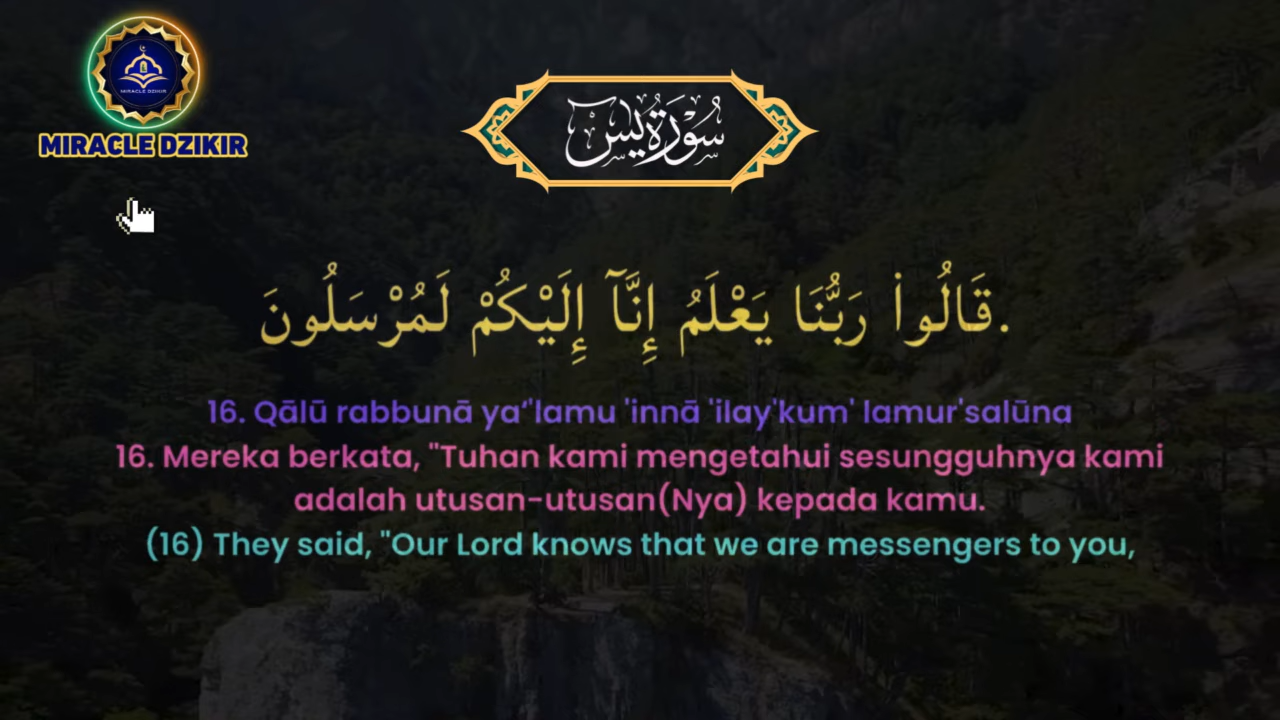 MIRACLE DZIKIR
MIRACLE DZIKIR
سُوْرَةُ يٰسٓ
قَالُوا۟ رَبُّنَا يَعْلَمُ إِنَّآ إِلَيْكُمْ لَمُرْسَلُونَ.
16. Qālū rabbunā ya‘'lamu 'innā 'ilay'kum' lamur'salūna
16. Mereka berkata, "Tuhan kami mengetahui sesungguhnya kami
adalah utusan-utusan(Nya) kepada kamu.
(16) They said, "Our Lord knows that we are messengers to you,